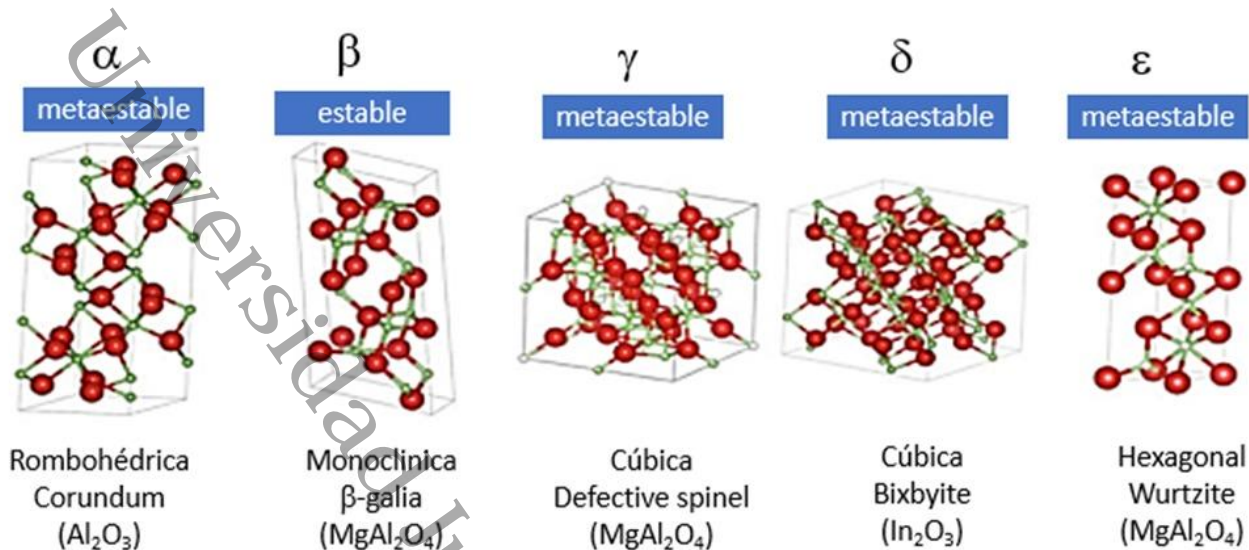 α
metaestable
Rombohédrica
Corundum
(Al₂O₃)
β
estable
Monoclinica
β-galia
(MgAl₂O₄)
γ
metaestable
Cúbica
Defective spinel
(MgAl₂O₄)
δ
metaestable
Cúbica
Bixbyite
(In₂O₃)
ε
metaestable
Hexagonal
Wurtzite
(MgAl₂O₄)
Universidad